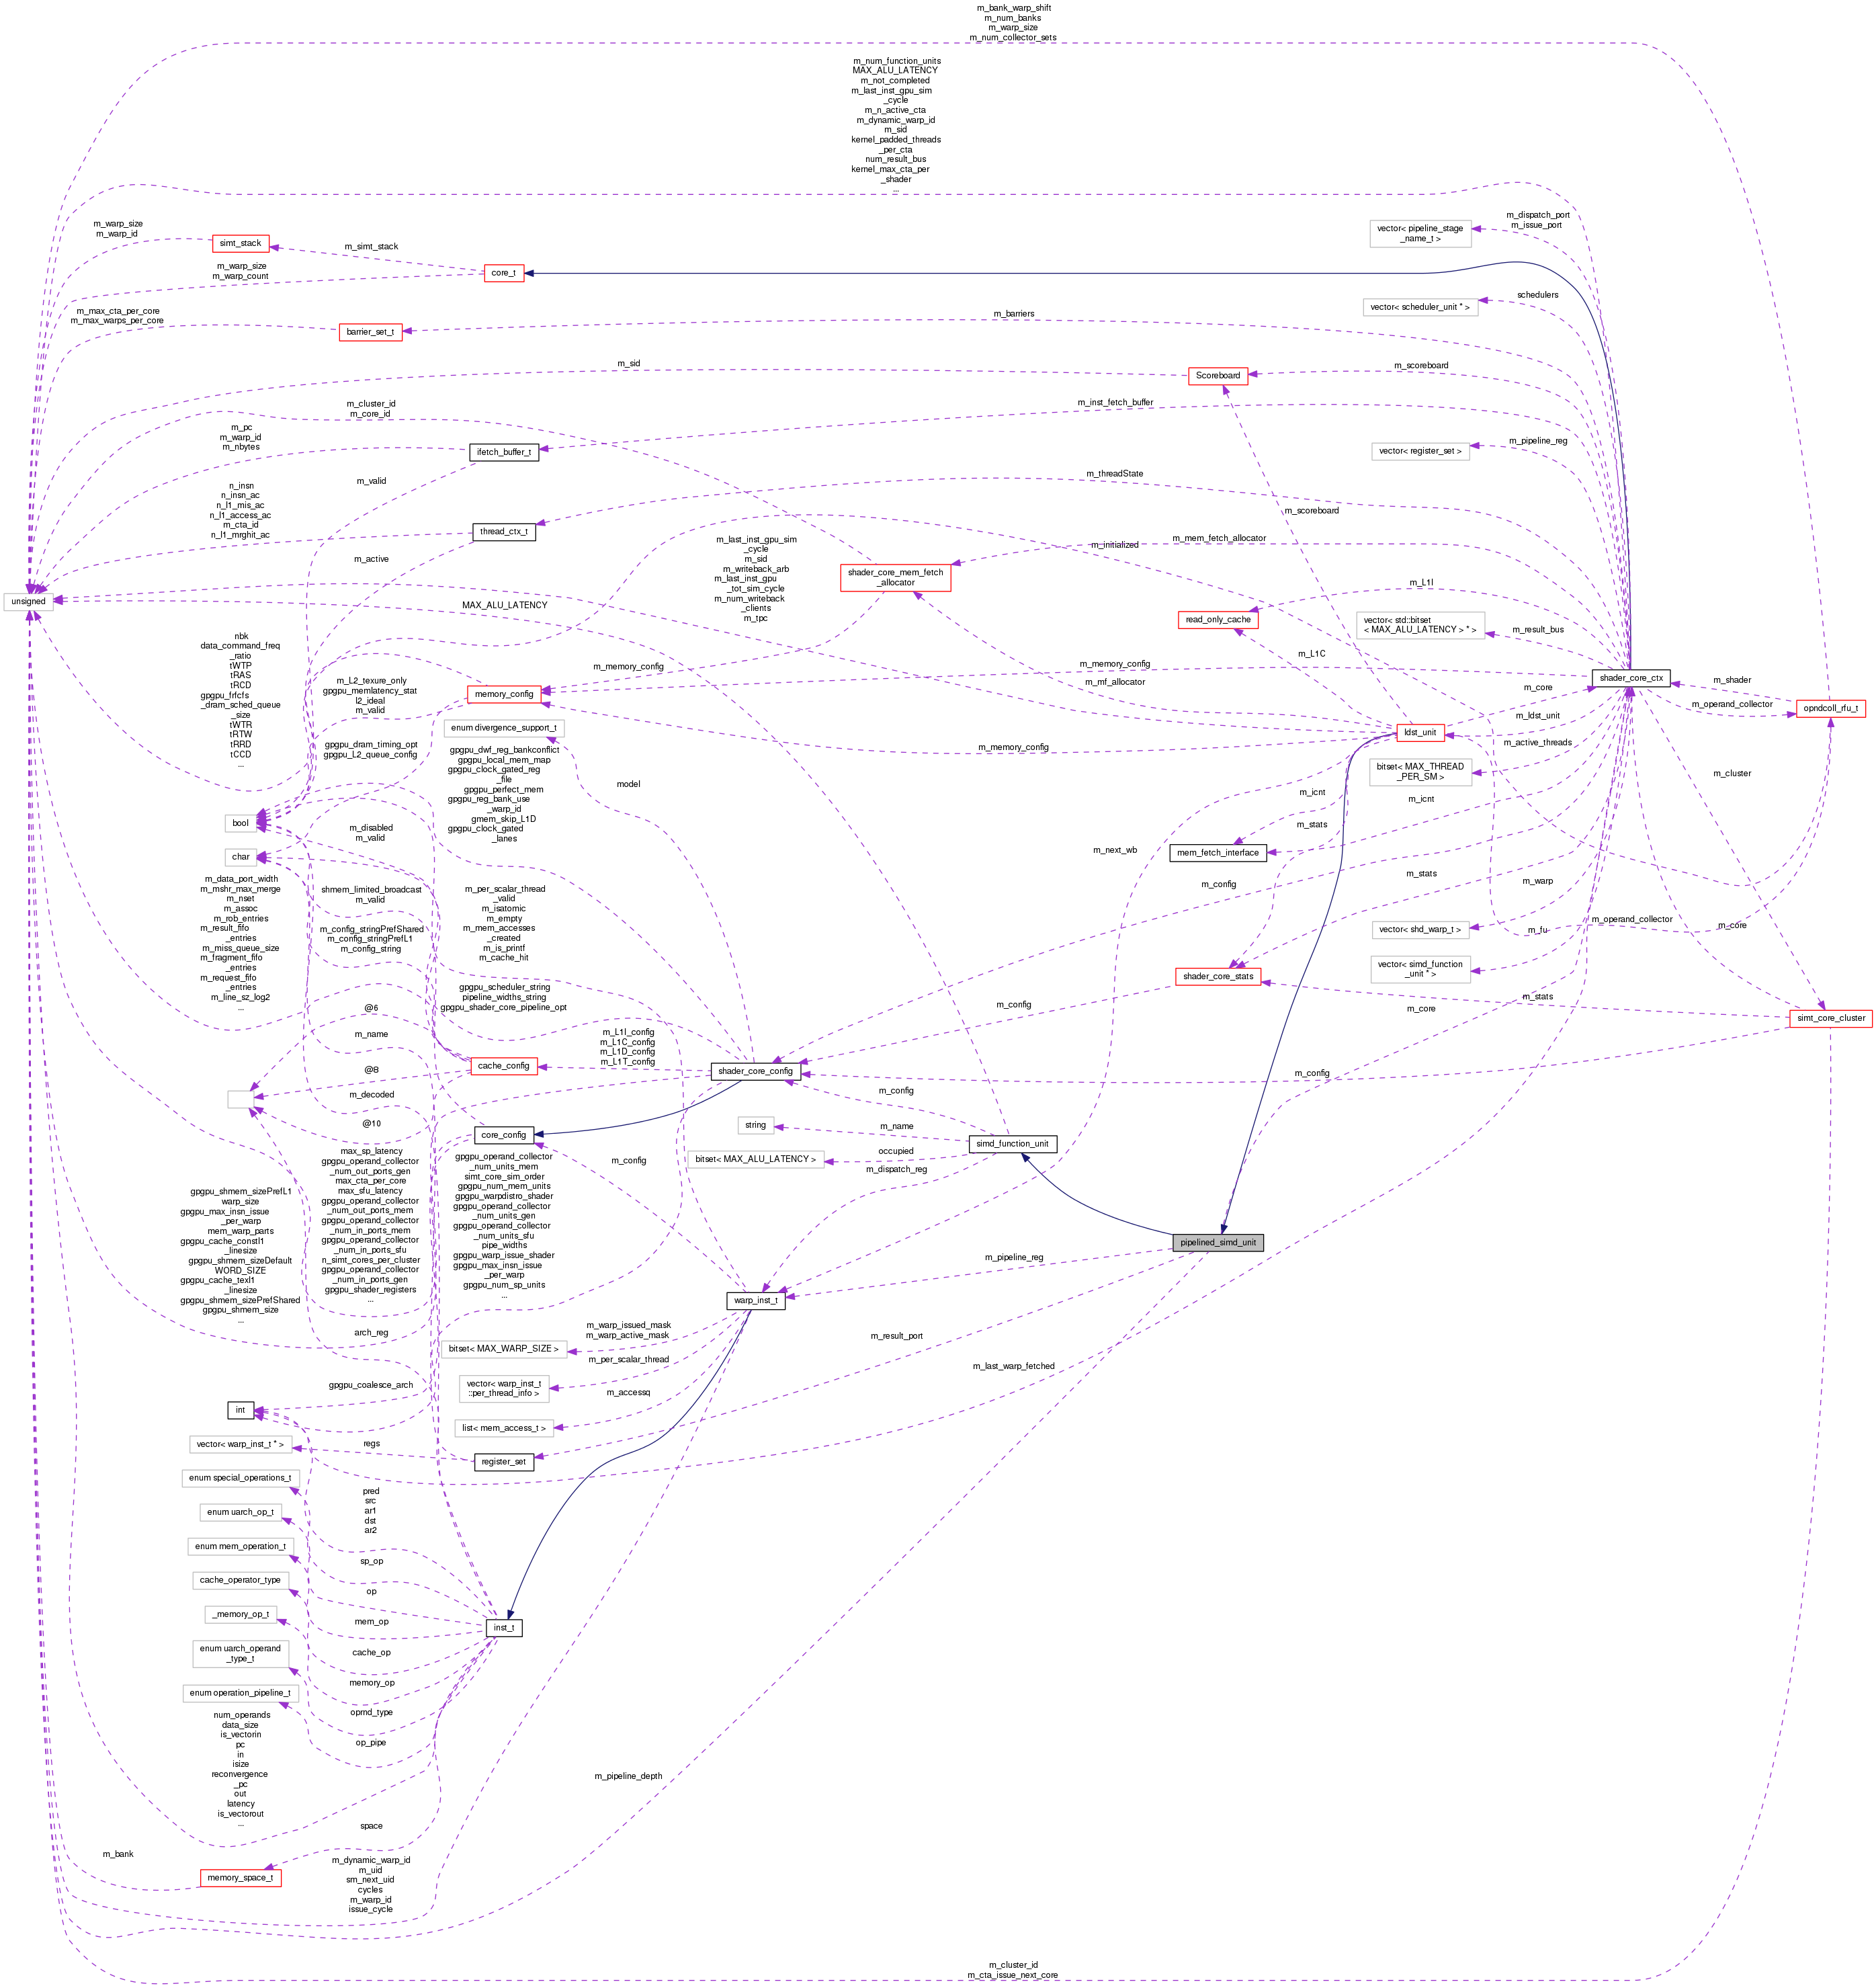 m_bank_warp_shift
m_num_banks
m_warp_size
m_num_collector_sets
m_num_function_units
MAX_ALU_LATENCY
m_not_completed
m_last_inst_gpu_sim
_cycle
m_n_active_cta
m_dynamic_warp_id
m_sid
kernel_padded_threads
_per_cta
num_result_bus
kernel_max_cta_per
_shader
...
m_dispatch_port
m_issue_port
vector< pipeline_stage
_name_t >
m_warp_size
m_warp_id
simt_stack
m_simt_stack
m_warp_size
m_warp_count
core_t
schedulers
vector< scheduler_unit * >
m_max_cta_per_core
m_max_warps_per_core
barrier_set_t
m_barriers
m_sid
Scoreboard
m_scoreboard
m_cluster_id
m_core_id
m_inst_fetch_buffer
m_pc
m_warp_id
m_nbytes
ifetch_buffer_t
vector< register_set >
m_pipeline_reg
m_valid
m_threadState
n_insn
n_insn_ac
n_l1_mis_ac
n_l1_access_ac
m_cta_id
n_l1_mrghit_ac
thread_ctx_t
m_scoreboard
m_active
m_last_inst_gpu_sim
_cycle
m_sid
m_writeback_arb
m_last_inst_gpu
_tot_sim_cycle
m_num_writeback
_clients
m_tpc
m_initialized
m_mem_fetch_allocator
shader_core_mem_fetch
_allocator
m_L1I
unsigned
MAX_ALU_LATENCY
read_only_cache
vector< std::bitset
< MAX_ALU_LATENCY > * >
m_result_bus
nbk
data_command_freq
_ratio
tWTP
tRAS
tRCD
gpgpu_frfcfs
_dram_sched_queue
_size
tWTR
tRTW
tRRD
tCCD
...
m_L1C
m_memory_config
m_memory_config
m_mf_allocator
shader_core_ctx
m_shader
m_L2_texure_only
gpgpu_memlatency_stat
l2_ideal
m_valid
memory_config
m_core
m_operand_collector
opndcoll_rfu_t
enum divergence_support_t
m_ldst_unit
ldst_unit
gpgpu_dram_timing_opt
gpgpu_L2_queue_config
m_memory_config
m_active_threads
gpgpu_dwf_reg_bankconflict
gpgpu_local_mem_map
gpgpu_clock_gated_reg
_file
gpgpu_perfect_mem
gpgpu_reg_bank_use
_warp_id
gmem_skip_L1D
gpgpu_clock_gated
_lanes
model
bitset< MAX_THREAD
_PER_SM >
m_cluster
m_icnt
m_icnt
bool
m_disabled
m_valid
m_stats
char
m_next_wb
mem_fetch_interface
m_data_port_width
m_mshr_max_merge
m_nset
m_assoc
m_rob_entries
m_result_fifo
_entries
m_miss_queue_size
m_fragment_fifo
_entries
m_request_fifo
_entries
m_line_sz_log2
...
shmem_limited_broadcast
m_valid
m_per_scalar_thread
_valid
m_isatomic
m_empty
m_mem_accesses
_created
m_is_printf
m_cache_hit
m_config
m_stats
m_warp
m_config_stringPrefShared
m_config_stringPrefL1
m_config_string
vector< shd_warp_t >
m_fu
m_operand_collector
m_core
vector< simd_function
_unit * >
shader_core_stats
gpgpu_scheduler_string
pipeline_widths_string
gpgpu_shader_core_pipeline_opt
m_config
m_stats
@6
m_core
simt_core_cluster
m_name
m_L1I_config
m_L1C_config
m_L1D_config
m_L1T_config
cache_config
@8
shader_core_config
m_config
m_config
m_decoded
@10
string
m_name
core_config
simd_function_unit
max_sp_latency
gpgpu_operand_collector
_num_out_ports_gen
max_cta_per_core
max_sfu_latency
gpgpu_operand_collector
_num_out_ports_mem
gpgpu_operand_collector
_num_in_ports_mem
gpgpu_operand_collector
_num_in_ports_sfu
n_simt_cores_per_cluster
gpgpu_operand_collector
_num_in_ports_gen
gpgpu_shader_registers
...
gpgpu_operand_collector
_num_units_mem
simt_core_sim_order
gpgpu_num_mem_units
gpgpu_warpdistro_shader
gpgpu_operand_collector
_num_units_gen
gpgpu_operand_collector
_num_units_sfu
pipe_widths
gpgpu_warp_issue_shader
gpgpu_max_insn_issue
_per_warp
gpgpu_num_sp_units
...
m_config
bitset< MAX_ALU_LATENCY >
occupied
m_dispatch_reg
gpgpu_shmem_sizePrefL1
warp_size
gpgpu_max_insn_issue
_per_warp
mem_warp_parts
gpgpu_cache_constl1
_linesize
gpgpu_shmem_sizeDefault
WORD_SIZE
gpgpu_cache_texl1
_linesize
gpgpu_shmem_sizePrefShared
gpgpu_shmem_size
...
pipelined_simd_unit
m_pipeline_reg
warp_inst_t
arch_reg
m_warp_issued_mask
m_warp_active_mask
bitset< MAX_WARP_SIZE >
m_result_port
m_per_scalar_thread
m_last_warp_fetched
gpgpu_coalesce_arch
vector< warp_inst_t
::per_thread_info >
m_accessq
int
list< mem_access_t >
vector< warp_inst_t * >
regs
register_set
enum special_operations_t
pred
src
ar1
dst
ar2
enum uarch_op_t
enum mem_operation_t
sp_op
cache_operator_type
op
_memory_op_t
mem_op
inst_t
enum uarch_operand
_type_t
cache_op
memory_op
enum operation_pipeline_t
oprnd_type
num_operands
data_size
is_vectorin
pc
in
isize
reconvergence
_pc
out
latency
is_vectorout
...
op_pipe
m_pipeline_depth
space
m_bank
memory_space_t
m_dynamic_warp_id
m_uid
sm_next_uid
cycles
m_warp_id
issue_cycle
m_cluster_id
m_cta_issue_next_core